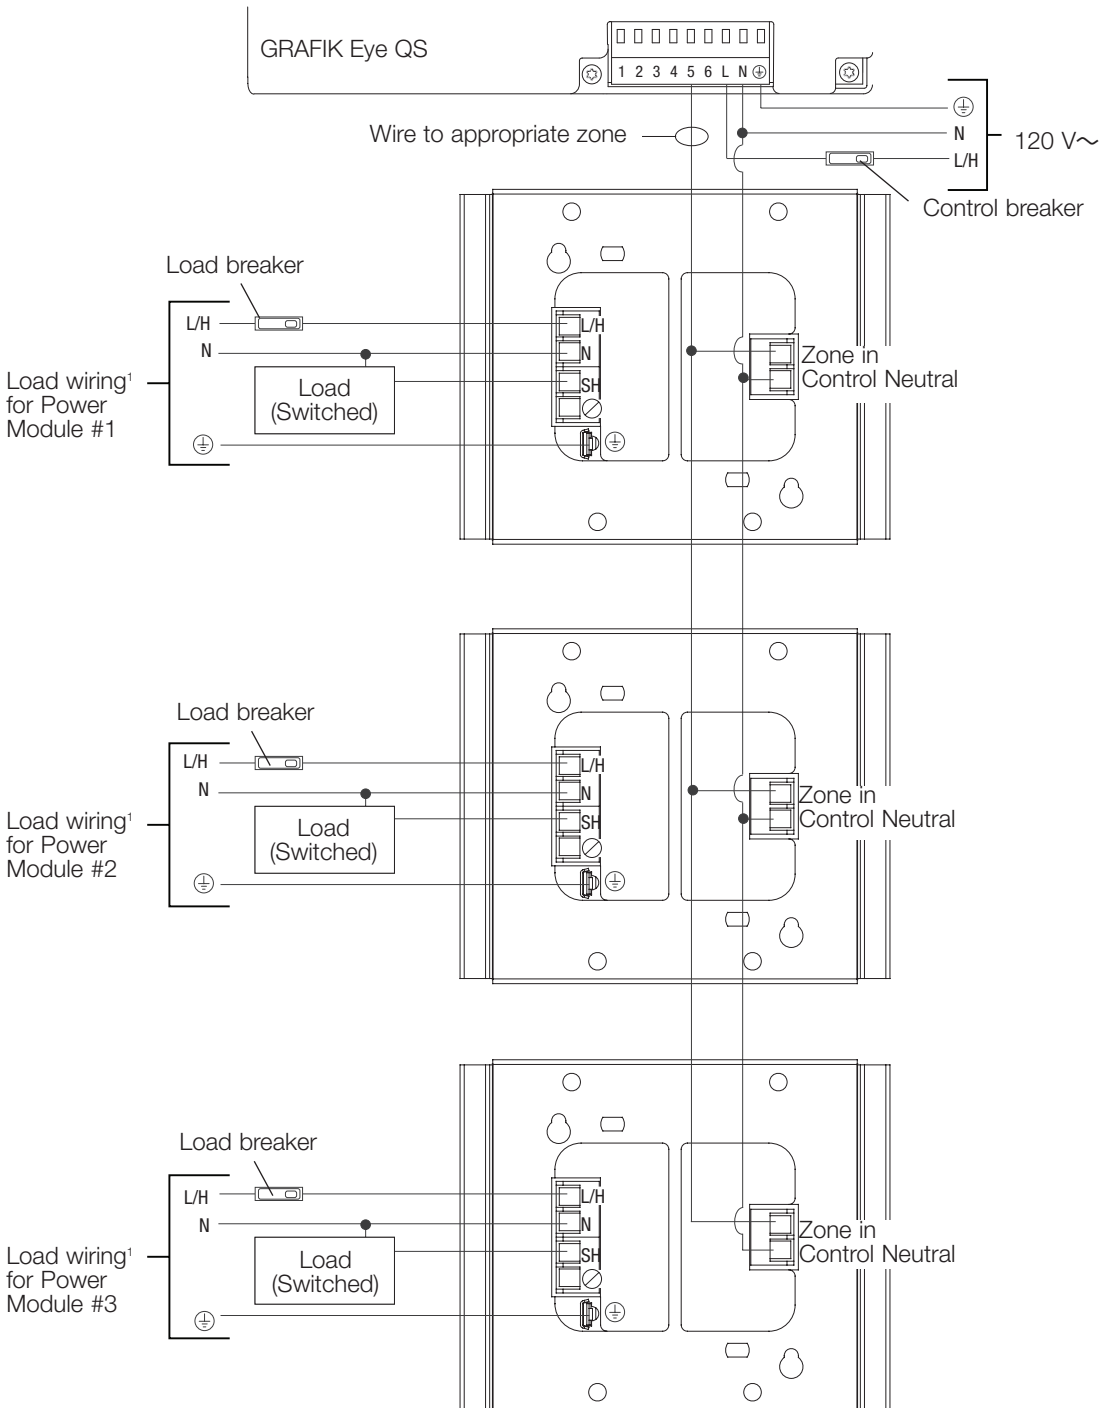 GRAFIK Eye QS
1 2 3 4 5 6 L N
Wire to appropriate zone
N
L/H
120 V~
Control breaker
Load breaker
L/H
N
Load wiring¹
for Power
Module #1
Load
(Switched)
L/H
N
SH
Zone in
Control Neutral
Load breaker
L/H
N
Load wiring¹
for Power
Module #2
Load
(Switched)
L/H
N
SH
Zone in
Control Neutral
Load breaker
L/H
N
Load wiring¹
for Power
Module #3
Load
(Switched)
L/H
N
SH
Zone in
Control Neutral